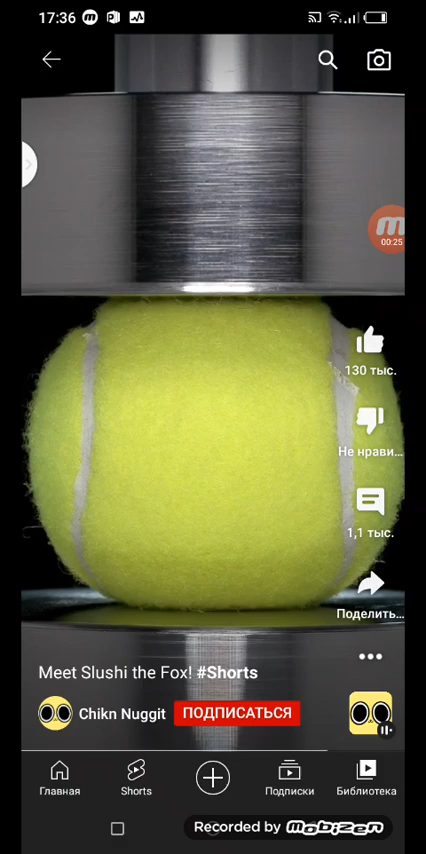 17:36
00:25
130 тыс.
Не нрави...
1,1 тыс.
Поделить...
Meet Slushi the Fox! #Shorts
Chikn Nuggit
ПОДПИСАТЬСЯ
Главная
Shorts
Подписки
Библиотека
Recorded by mobizen